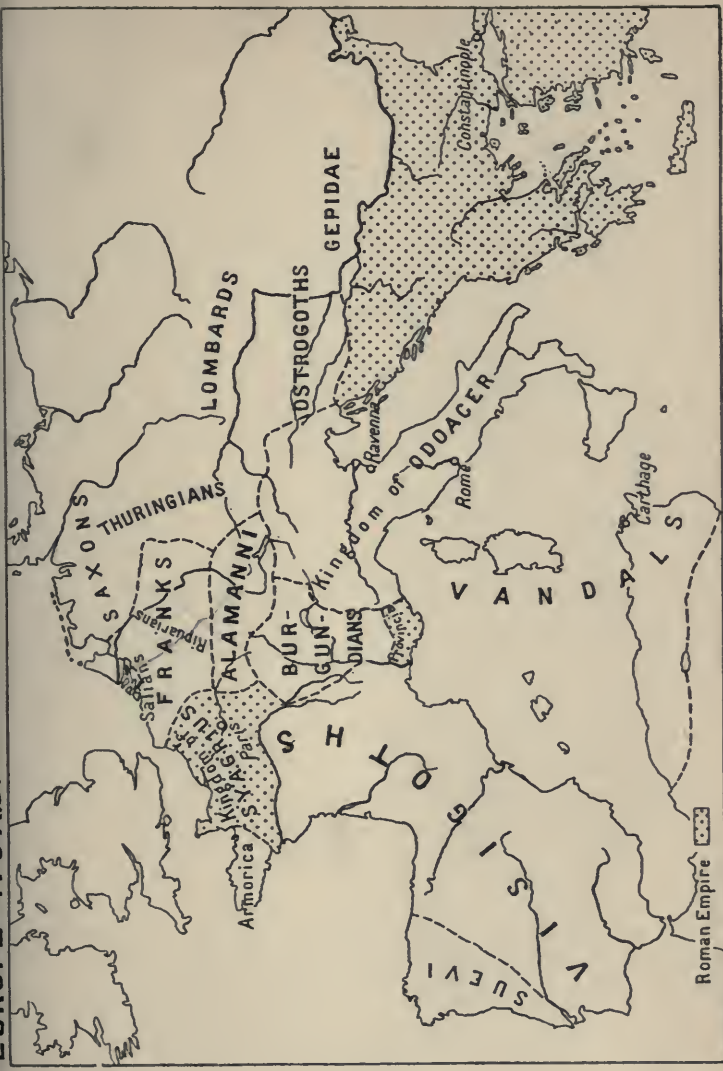 LOMBARDS
GEPIDAE
OSTROGOTHS
SAXONS
THURINGIANS
FRANKS
Ripuarians
Salians
ALAMANNI
BUR-
GUN-
DIANS
Kingdom of
SYAGRIUS
Paris
Armorica
Provincia
Kingdom of ODOACER
Ravenna
Rome
Constantinople
VISIGOTHS
SUEVI
VANDALS
Carthage
Roman Empire